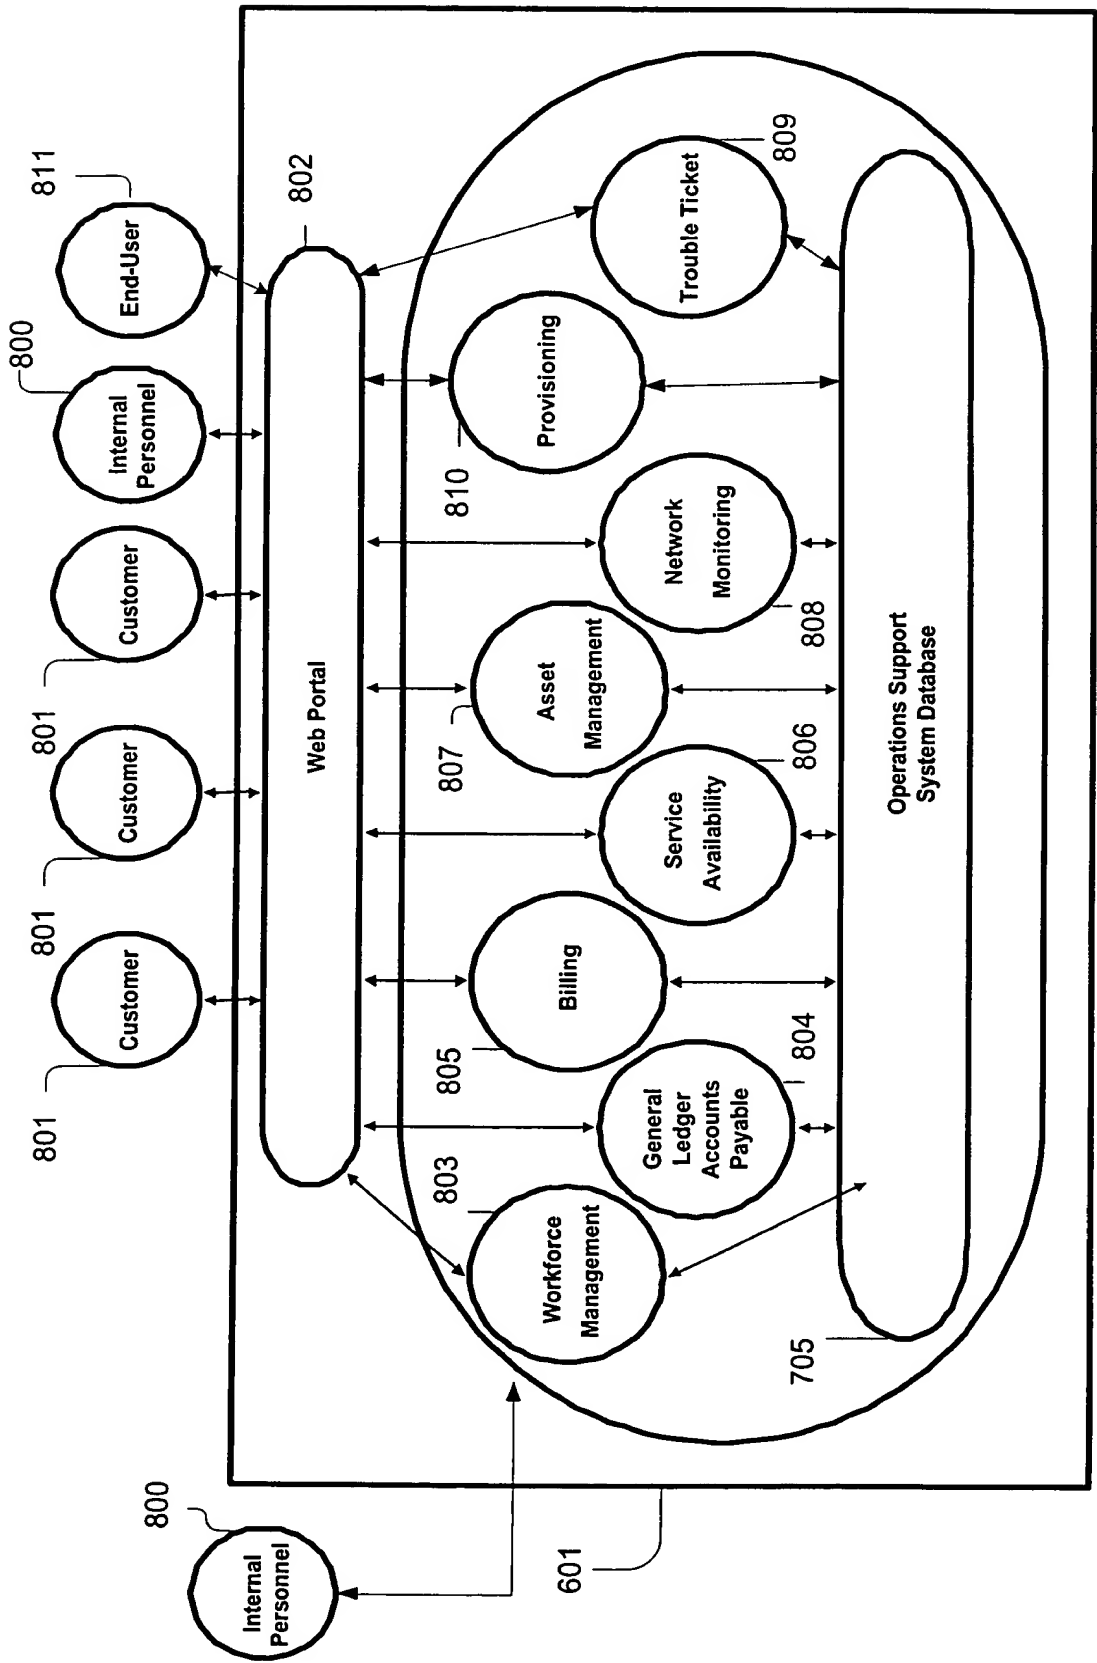 800
811
801
801
801
Customer
Customer
Customer
Internal
Personnel
End-User
800
Internal
Personnel
802
Web Portal
803
805
807
810
Workforce
Management
Billing
Asset
Management
Provisioning
601
General
Ledger
Accounts
Payable
Service
Availability
Network
Monitoring
Trouble Ticket
804
806
808
809
705
Operations Support
System Database